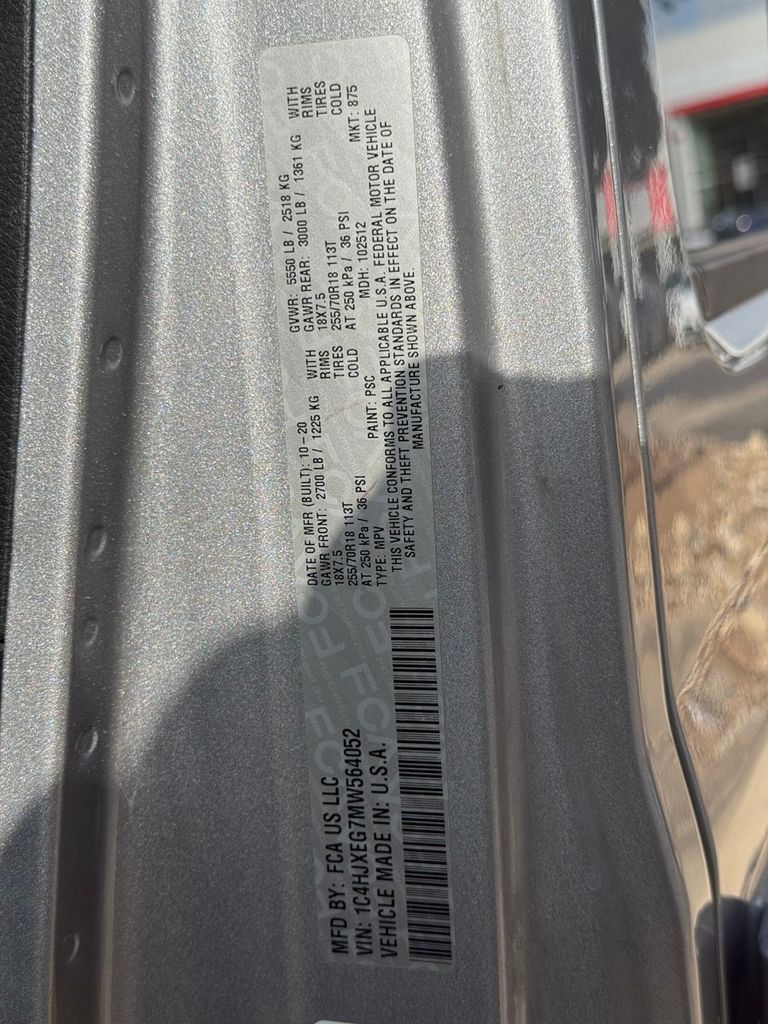 MFD BY: FCA US LLC
VIN: 1C4HJXEG7MW564052
VEHICLE MADE IN: U.S.A.
DATE OF MFR (BUILT): 10-20
GVWR: 5550 LB / 2518 KG
GAWR FRONT: 2700 LB / 1225 KG WITH
18X7.5 RIMS
255/70R18 113T TIRES
AT 250 kPa / 36 PSI COLD
GAWR REAR: 3000 LB / 1361 KG WITH
18X7.5 RIMS
255/70R18 113T TIRES
AT 250 kPa / 36 PSI COLD
TYPE: MPV PAINT: PSC MDH: 102512 MKT: 875
THIS VEHICLE CONFORMS TO ALL APPLICABLE U.S.A. FEDERAL MOTOR VEHICLE
SAFETY AND THEFT PREVENTION STANDARDS IN EFFECT ON THE DATE OF
MANUFACTURE SHOWN ABOVE.